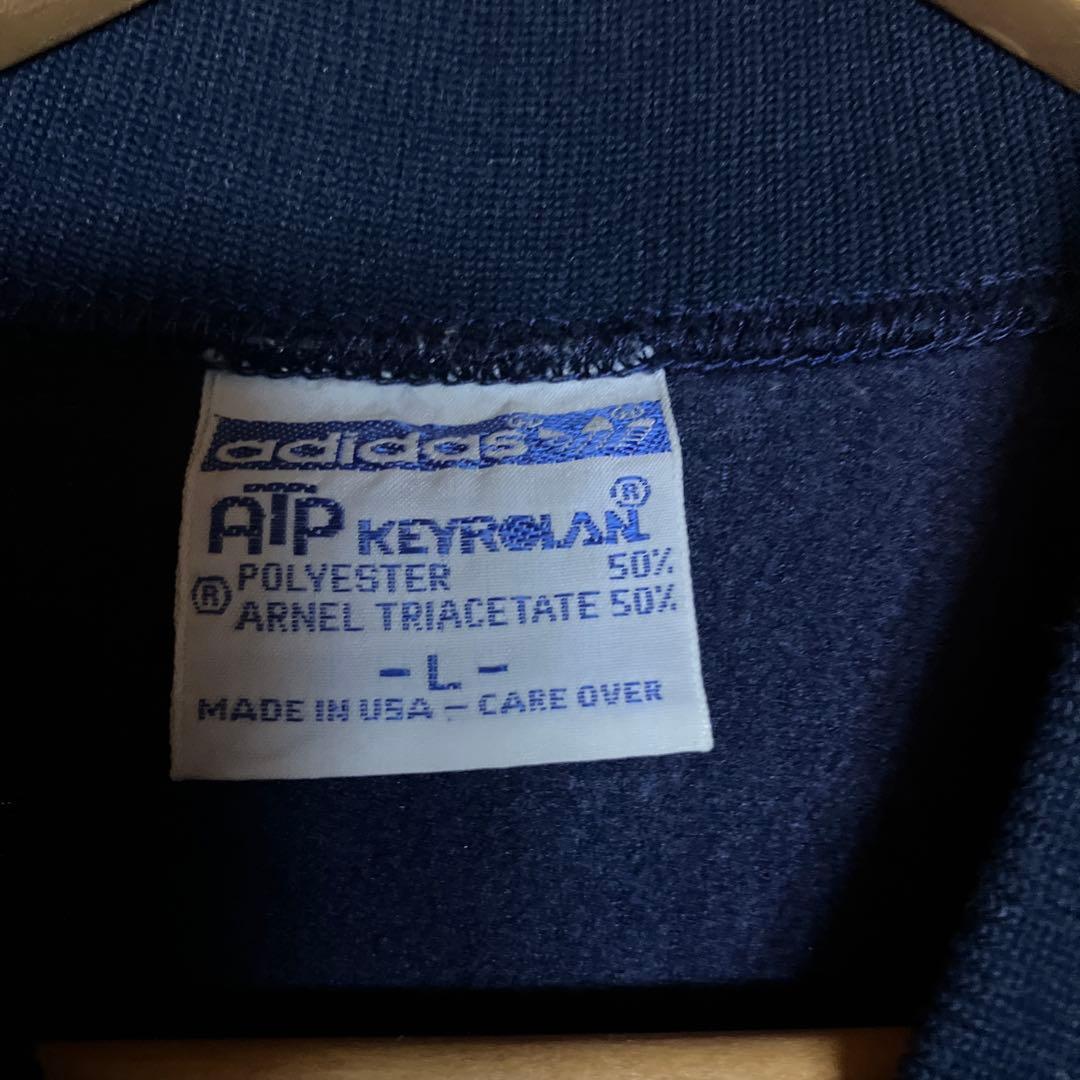 adidas®
ATP KEYROLAN®
® POLYESTER 50%
ARNEL TRIACETATE 50%
- L -
MADE IN USA - CARE OVER